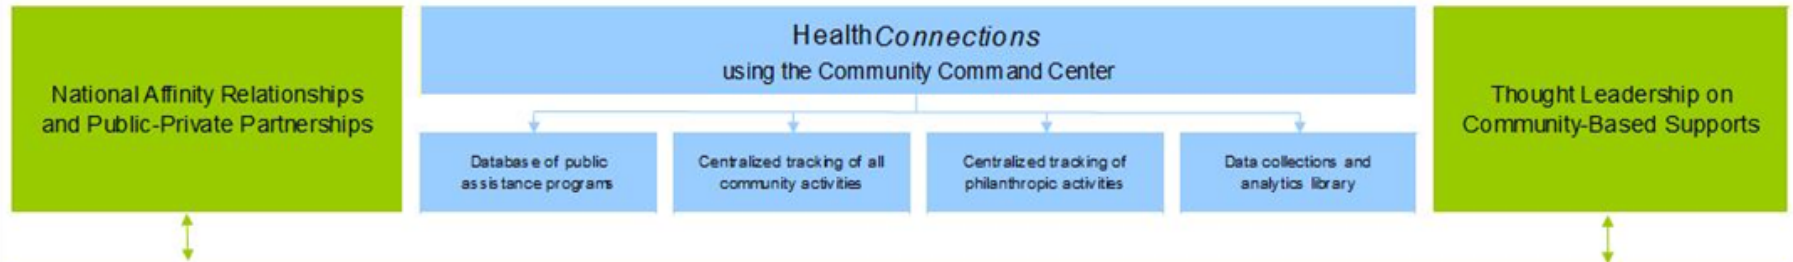 National Affinity Relationships
and Public-Private Partnerships
HealthConnections
using the Community Command Center
Database of public
assistance programs
Centralized tracking of all
community activities
Centralized tracking of
philanthropic activities
Data collections and
analytics library
Thought Leadership on
Community-Based Supports